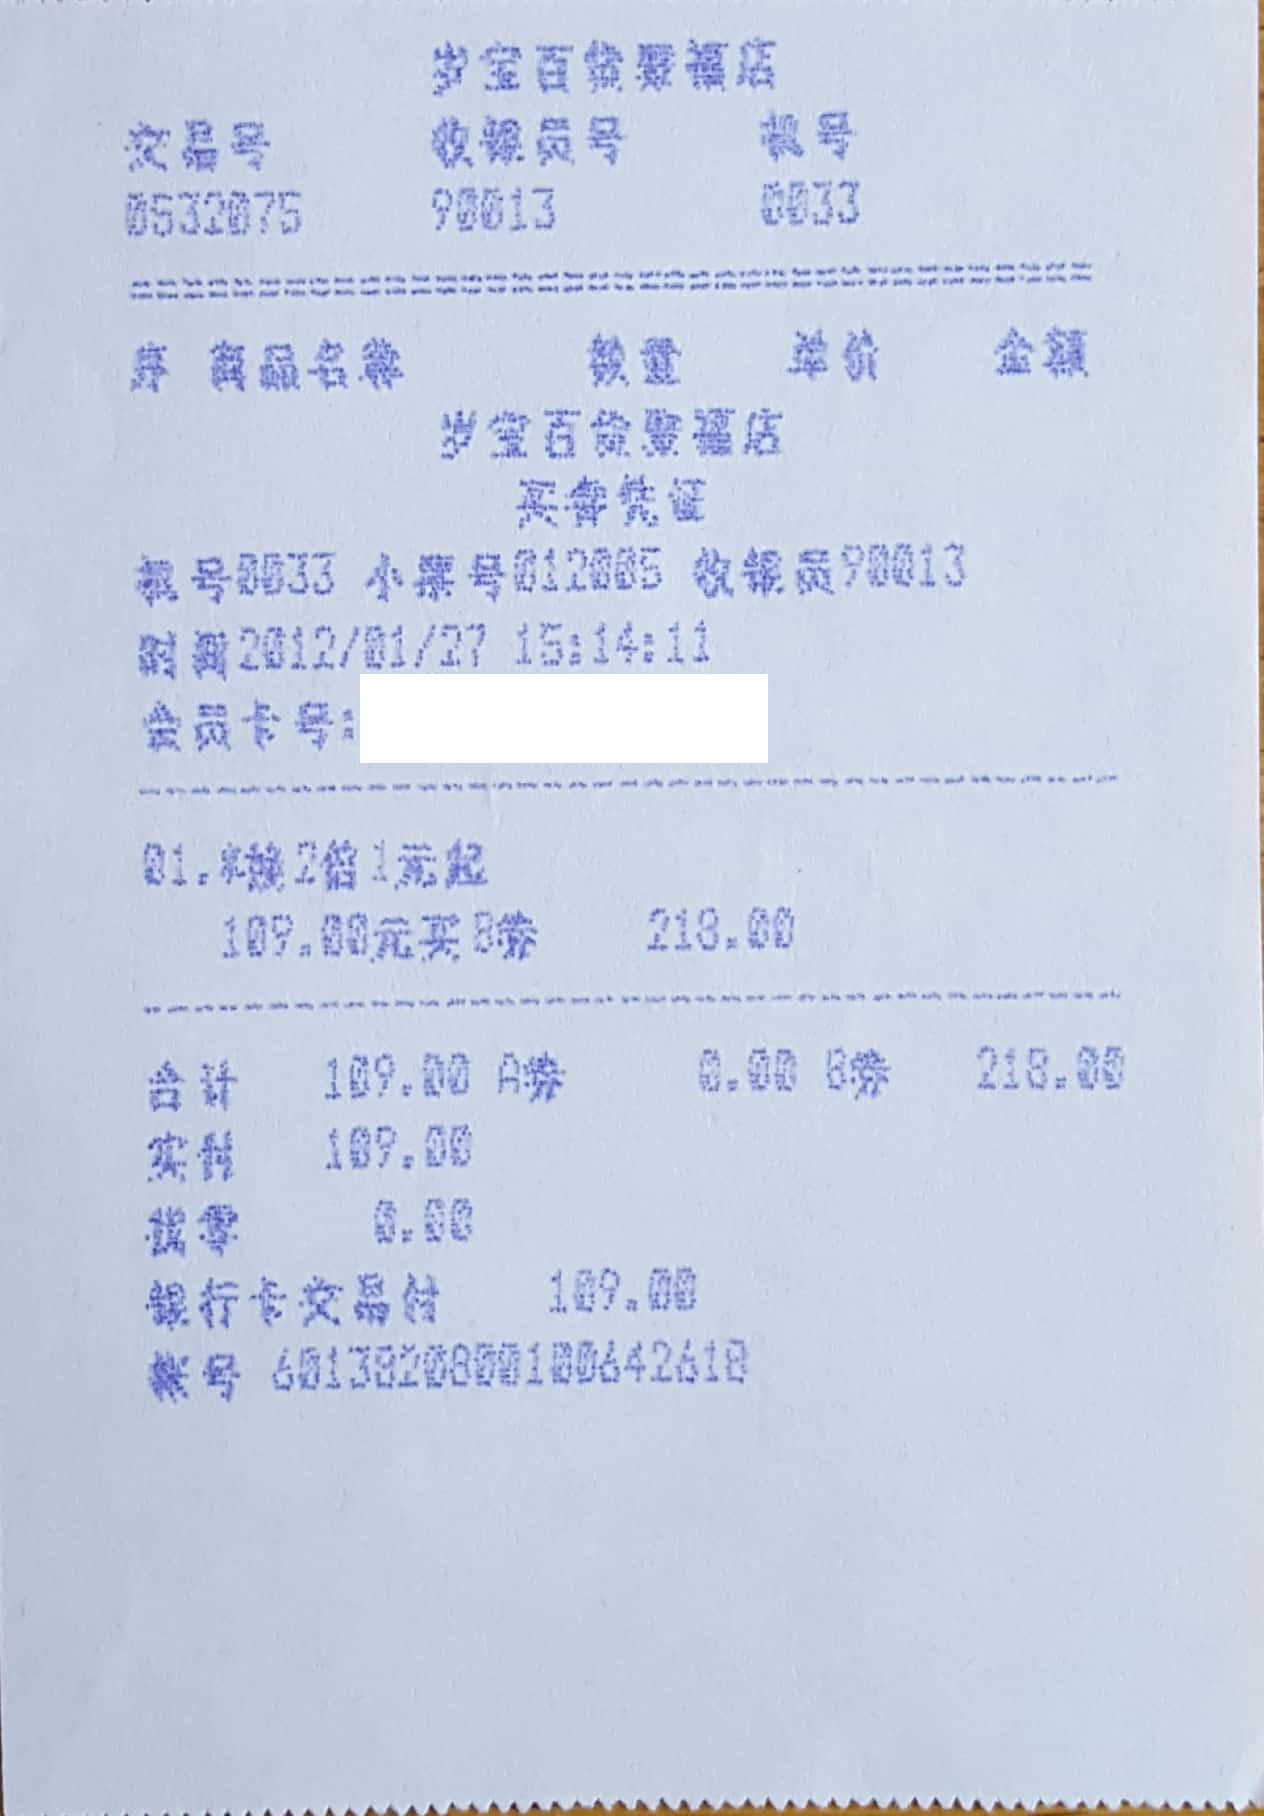 岁宝百货聚福店
交易号 收银员号 机号
0532075 90013 0033
序 商品名称 数量 单价 金额
岁宝百货聚福店
买券凭证
机号0033 小票号012005 收银员90013
时间2012/01/27 15:14:11
会员卡号:
01.*换2倍1元起
109.00元买B券 218.00
合计 109.00 A券 0.00 B券 218.00
实付 109.00
找零 0.00
银行卡交易付 109.00
帐号 6013820800100642618